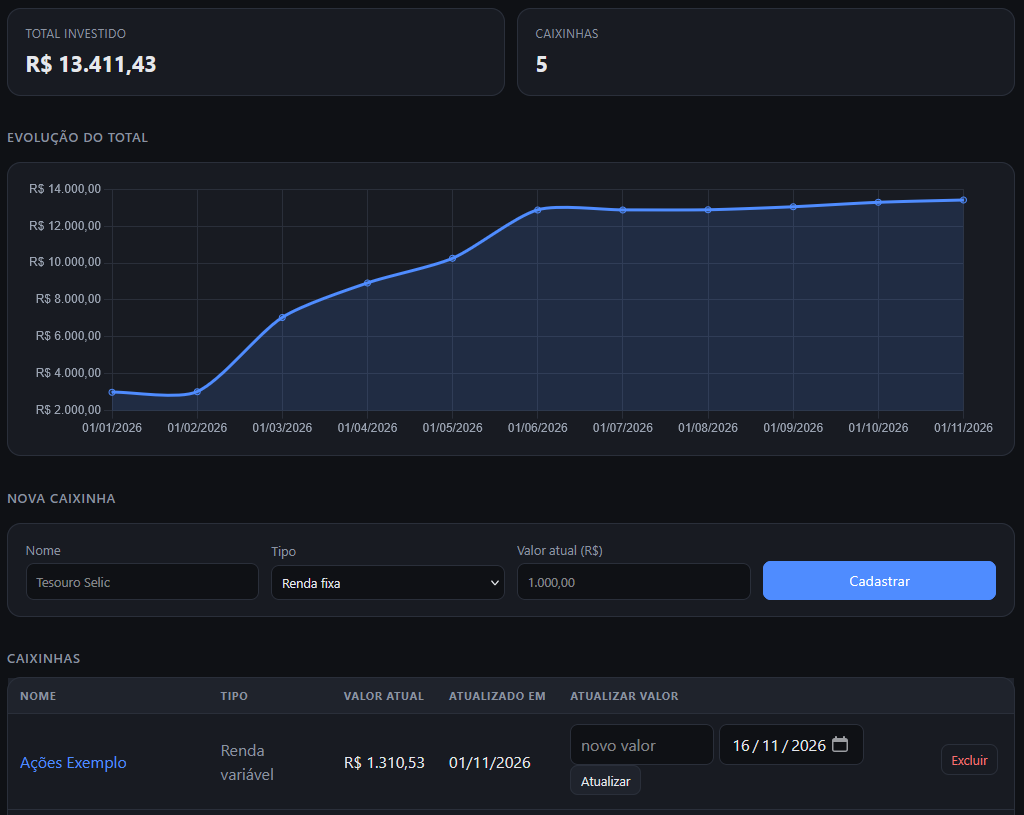 TOTAL INVESTIDO
R$ 13.411,43
CAIXINHAS
5
EVOLUÇÃO DO TOTAL
R$ 14.000,00
R$ 12.000,00
R$ 10.000,00
R$ 8.000,00
R$ 6.000,00
R$ 4.000,00
R$ 2.000,00
01/01/2026 01/02/2026 01/03/2026 01/04/2026 01/05/2026 01/06/2026 01/07/2026 01/08/2026 01/09/2026 01/10/2026 01/11/2026
NOVA CAIXINHA
Nome Tipo Valor atual (R$)
Tesouro Selic Renda fixa 1.000,00 Cadastrar
CAIXINHAS
NOME TIPO VALOR ATUAL ATUALIZADO EM ATUALIZAR VALOR
Ações Exemplo Renda variável R$ 1.310,53 01/11/2026 novo valor 16/11/2026 Atualizar Excluir